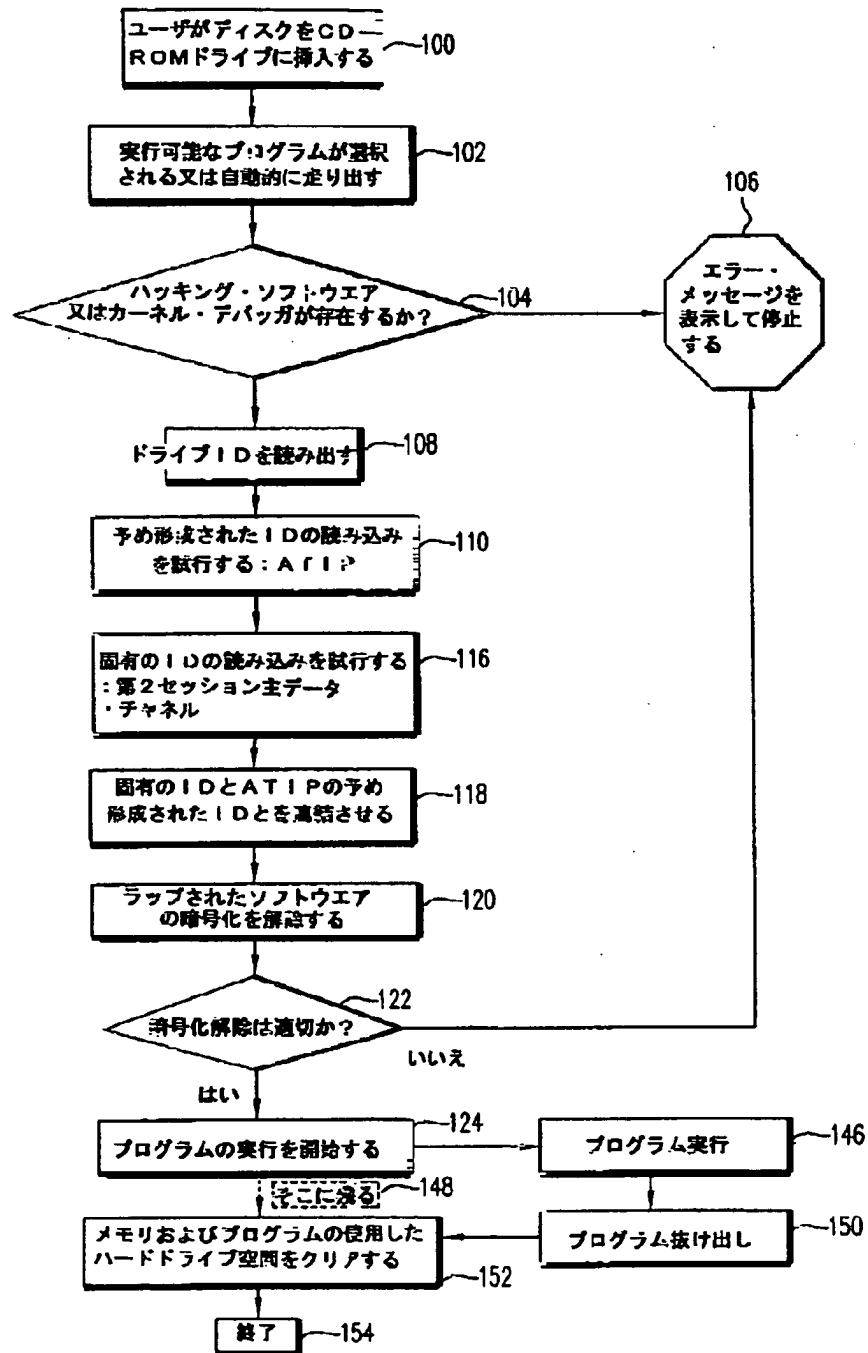 ユーザがディスクをCD－
ROMドライブに挿入する
100
実行可能なプログラムが選択
される又は自動的に走り出す
102
106
エラー・
メッセージを
表示して停止
する
ハッキング・ソフトウエア
又はカーネル・デバッガが存在するか？
104
ドライブIDを読み出す
108
予め形成されたIDの読み込み
を試行する：ATIP
110
固有のIDの読み込みを試行する
：第2セッション主データ
・チャネル
116
固有のIDとATIPの予め
形成されたIDとを連結させる
118
ラップされたソフトウエア
の暗号化を解除する
120
122
暗号化解除は適切か？
いいえ
はい
124
プログラムの実行を開始する
プログラム実行
146
そこに残る
148
メモリおよびプログラムの使用した
ハードドライブ空間をクリアする
152
プログラム抜け出し
150
終了
154